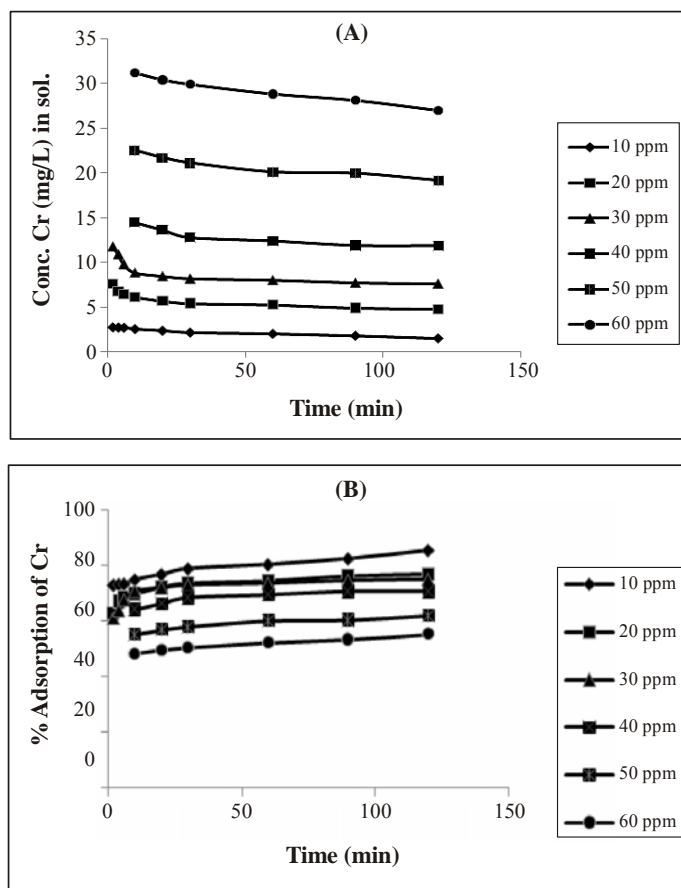 (A)
Conc. Cr (mg/L) in sol.
35
30
25
20
15
10
5
0
0 50 100 150
Time (min)
10 ppm
20 ppm
30 ppm
40 ppm
50 ppm
60 ppm
(B)
% Adsorption of Cr
100
80
60
40
20
0
0 50 100 150
Time (min)
10 ppm
20 ppm
30 ppm
40 ppm
50 ppm
60 ppm